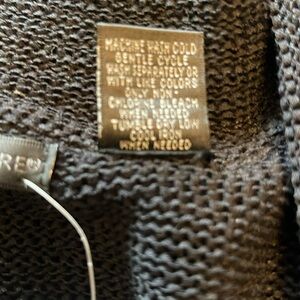 MACHINE WASH COLD
GENTLE CYCLE
WASH SEPARATELY OR
WITH LIKE COLORS
ONLY NON-
CHLORINE BLEACH
WHEN NEEDED
TUMBLE DRY LOW
COOL IRON
WHEN NEEDED
RE